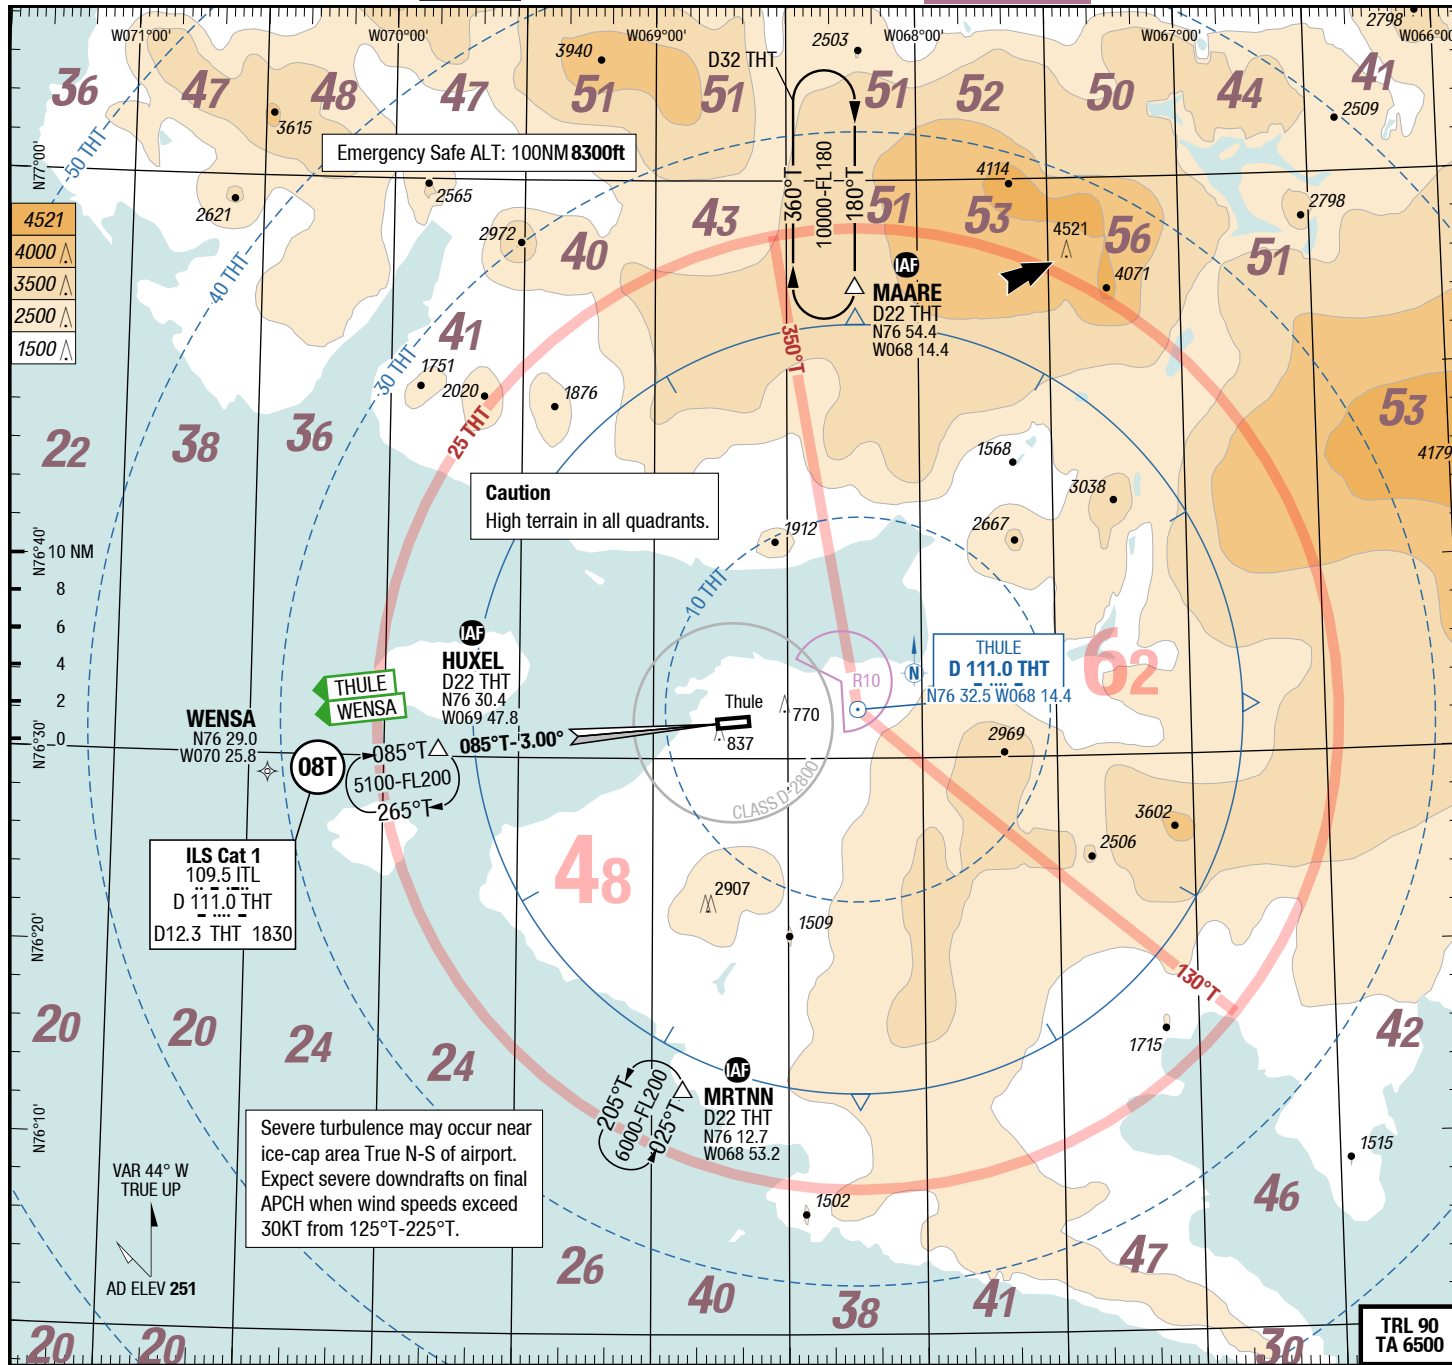 W071°00'
W070°00'
W069°00'
W068°00'
W067°00'
W066°00'
2798
36
47
48
47
3940
51
51
D32 THT
2503
51
52
50
44
41
2509
3615
50 THT
N77°00'
Emergency Safe ALT: 100NM 8300ft
2565
2621
4114
2798
360°T
10000-FL180
180°T
4521
4000
3500
2500
1500
2972
40
43
51
53
4521
56
4071
51
40 THT
IAF
MAARE
D22 THT
N76 54.4
W068 14.4
41
350°T
30 THT
1751
2020
1876
25 THT
53
4179
22
38
36
1568
3038
2667
Caution
High terrain in all quadrants.
1912
N76°40'
10 NM
8
6
4
2
0
N76°30'
10 THT
IAF
HUXEL
D22 THT
N76 30.4
W069 47.8
THULE
WENSA
WENSA
N76 29.0
W070 25.8
08T
085°T
5100-FL200
265°T
085°T-3.00°
Thule
770
837
CLASS D-2800
R10
N
THULE
D 111.0 THT
N76 32.5 W068 14.4
62
2969
3602
2506
ILS Cat 1
109.5 ITL
D 111.0 THT
D12.3 THT 1830
48
2907
1509
N76°20'
130°T
20
20
24
24
1715
42
IAF
MRTNN
D22 THT
N76 12.7
W068 53.2
205°T
6000-FL200
025°T
N76°10'
Severe turbulence may occur near
ice-cap area True N-S of airport.
Expect severe downdrafts on final
APCH when wind speeds exceed
30KT from 125°T-225°T.
VAR 44° W
TRUE UP
AD ELEV 251
1515
46
1502
47
26
40
38
41
30
20
20
TRL 90
TA 6500